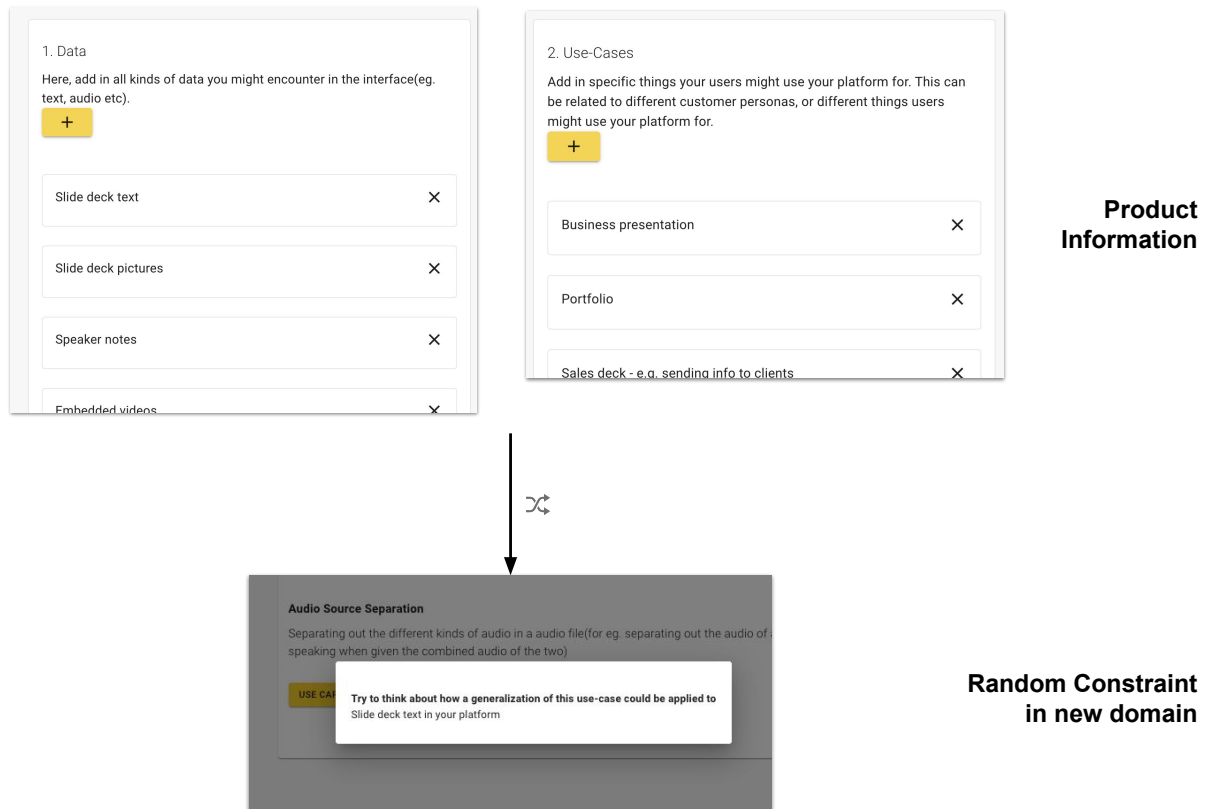 1. Data
Here, add in all kinds of data you might encounter in the interface(eg.
text, audio etc).
+
Slide deck text
Slide deck pictures
Speaker notes
Embedded videos
2. Use-Cases
Add in specific things your users might use your platform for. This can
be related to different customer personas, or different things users
might use your platform for.
+
Business presentation
Portfolio
Sales deck - e.g. sending info to clients
Product
Information
Audio Source Separation
Separating out the different kinds of audio in a audio file(for eg. separating out the audio of
speaking when given the combined audio of the two)
USE
Try to think about how a generalization of this use-case could be applied to
Slide deck text in your platform
Random Constraint
in new domain